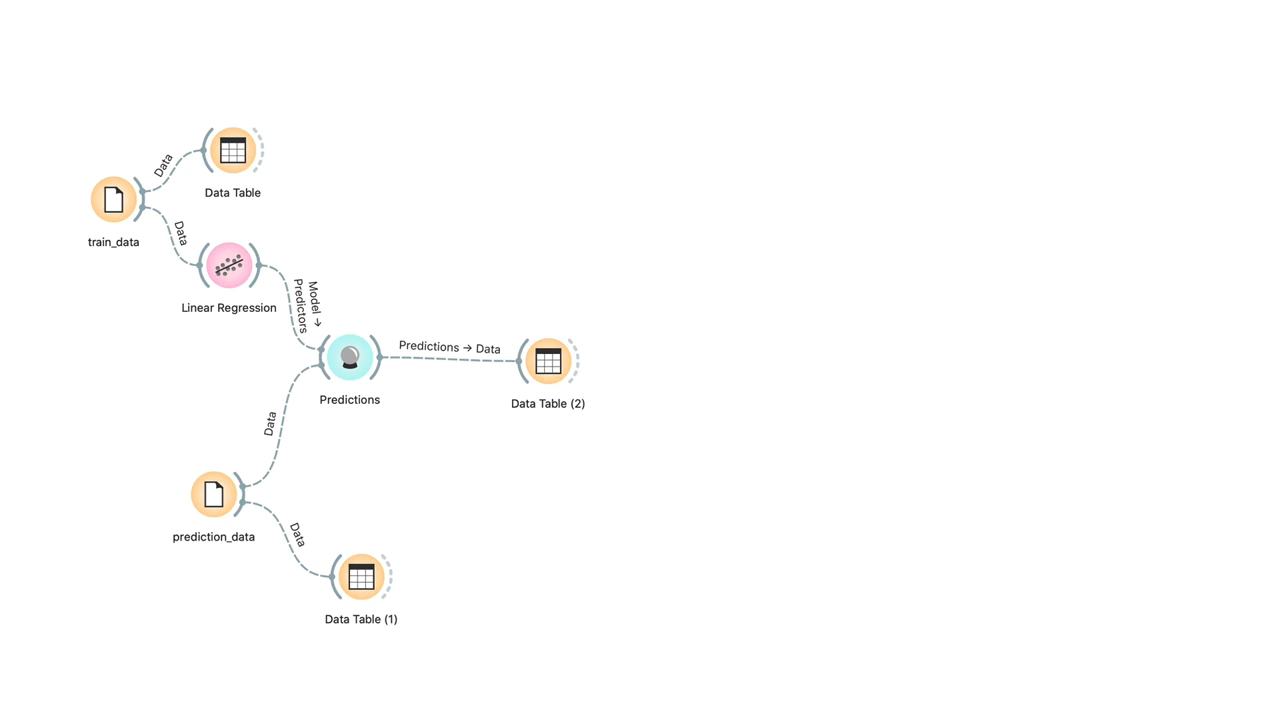 Data
Data Table
train_data
Data
Linear Regression
Model →
Predictors
Predictions → Data
Predictions
Data Table (2)
Data
prediction_data
Data
Data Table (1)